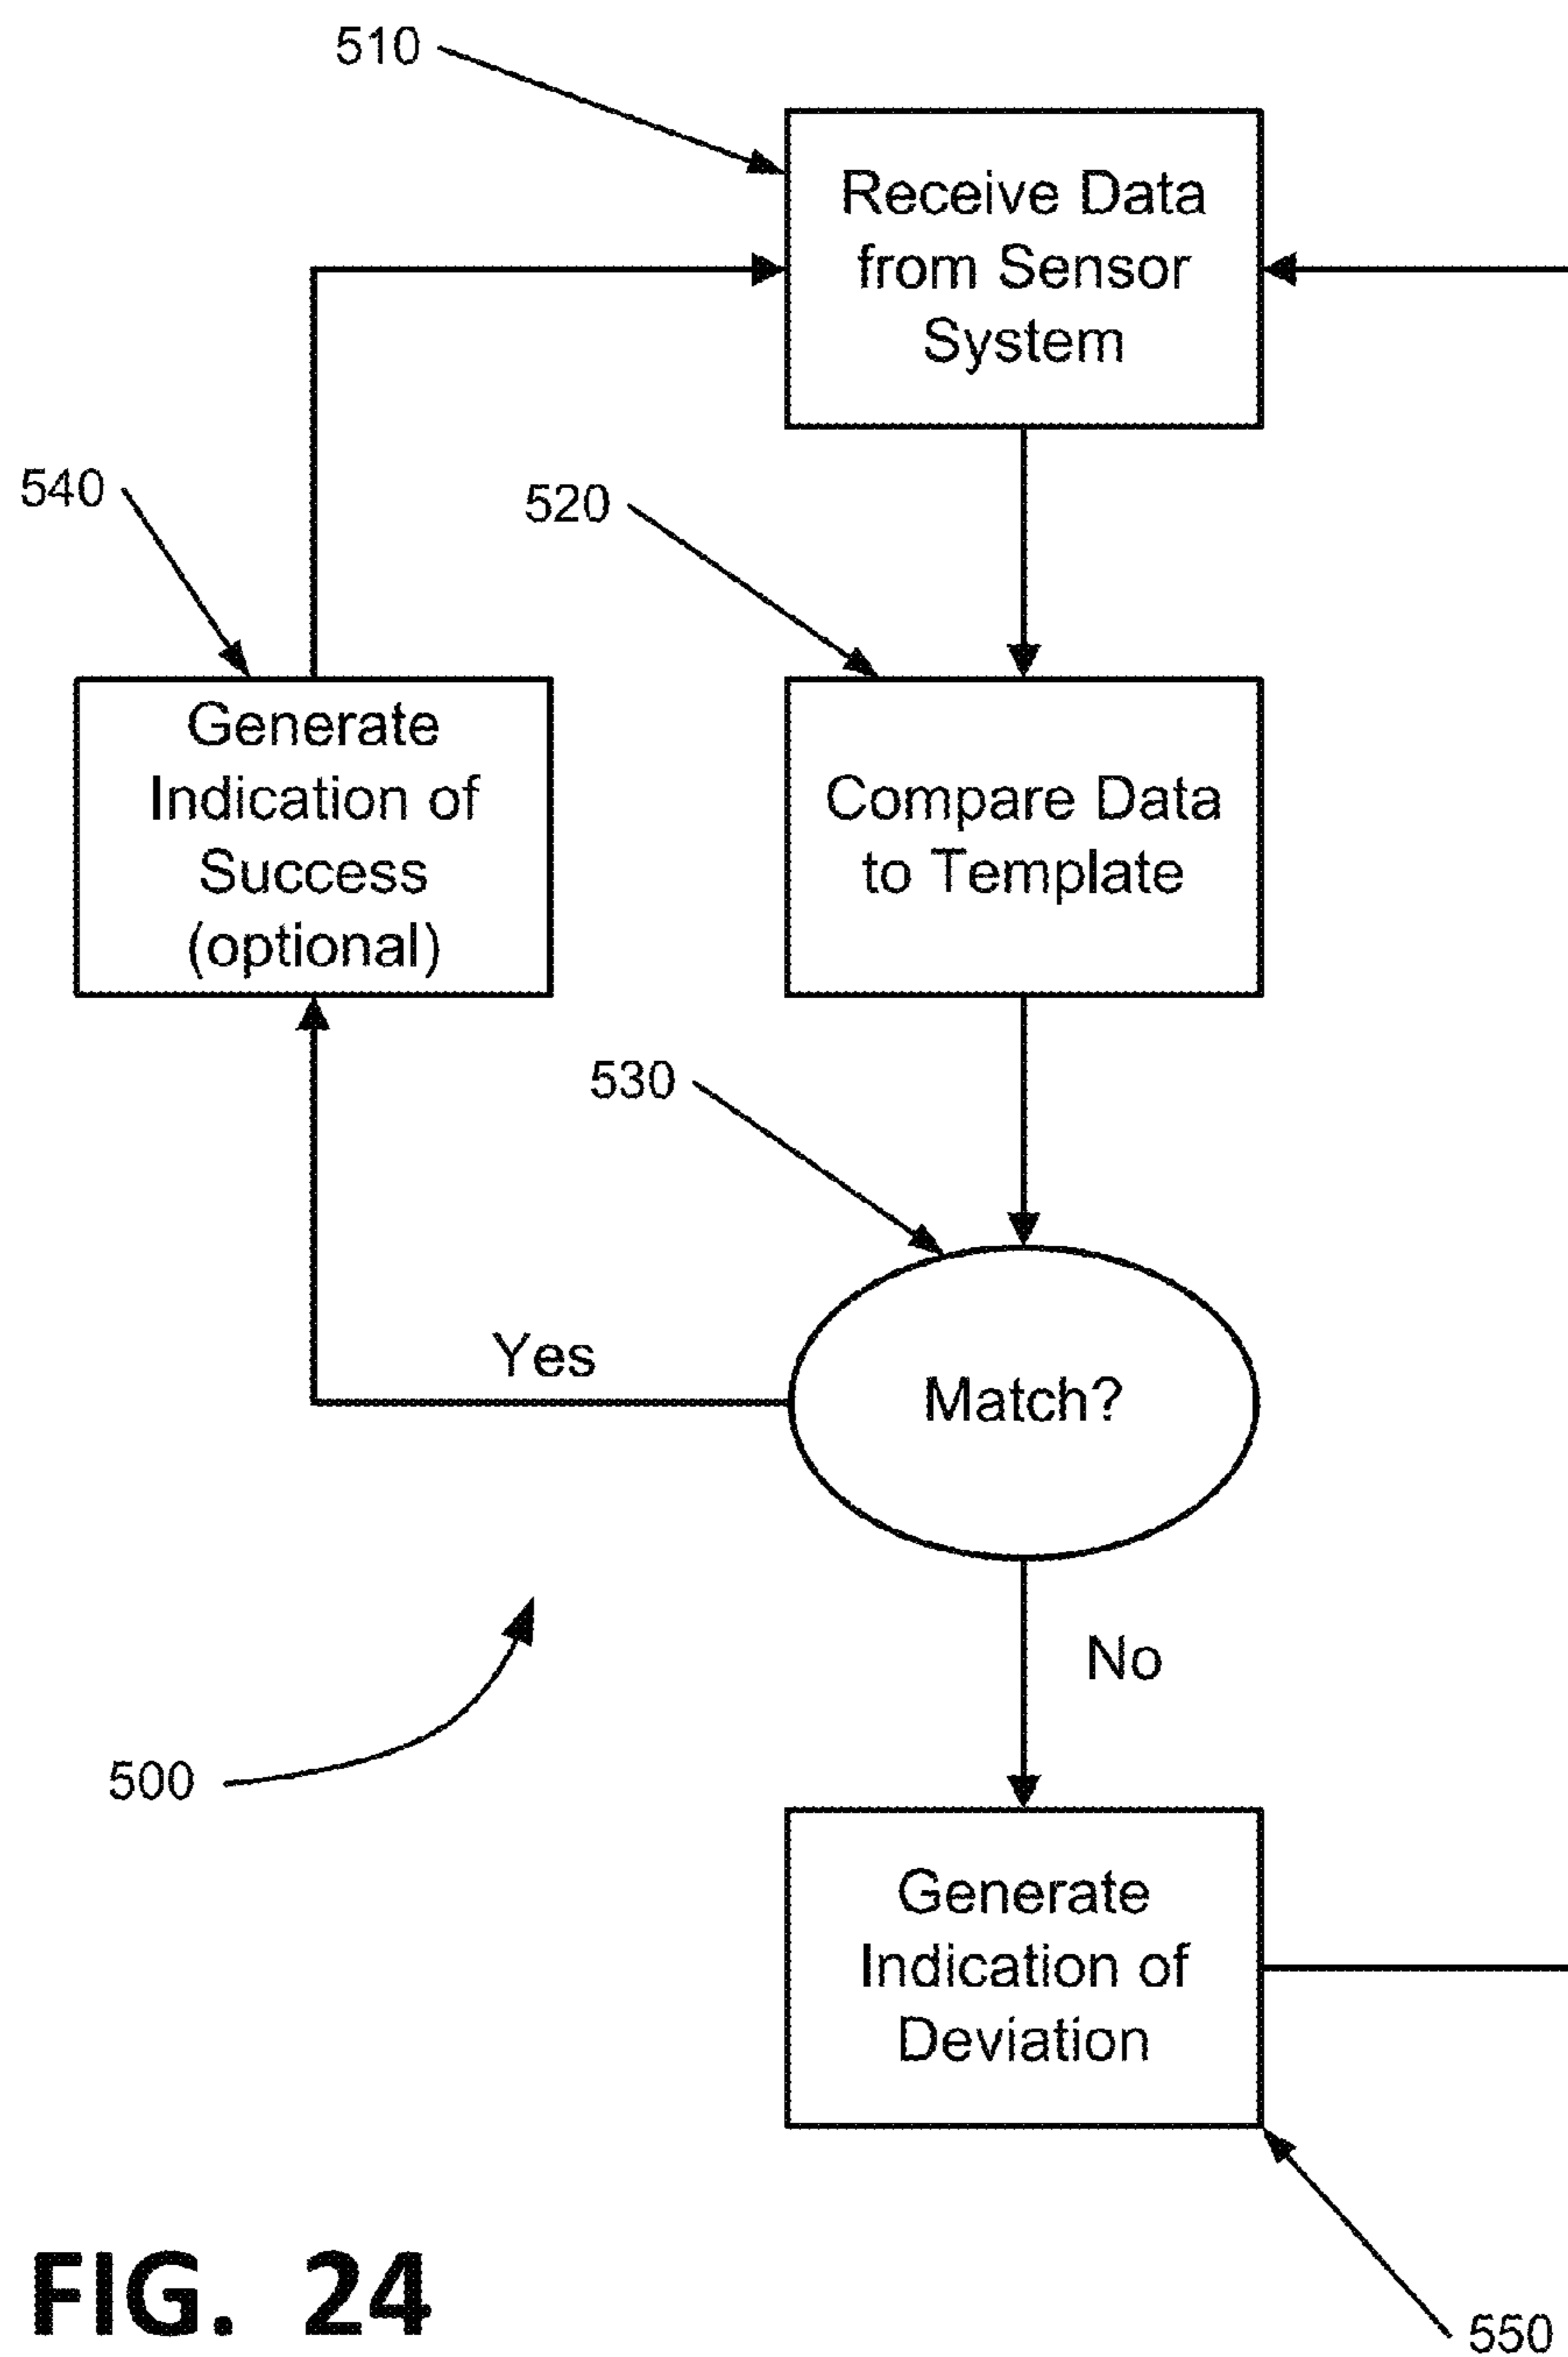 510
Receive Data
from Sensor
System
540
520
Generate
Indication of
Success
(optional)
Compare Data
to Template
530
Yes
Match?
No
500
Generate
Indication of
Deviation
FIG. 24
550